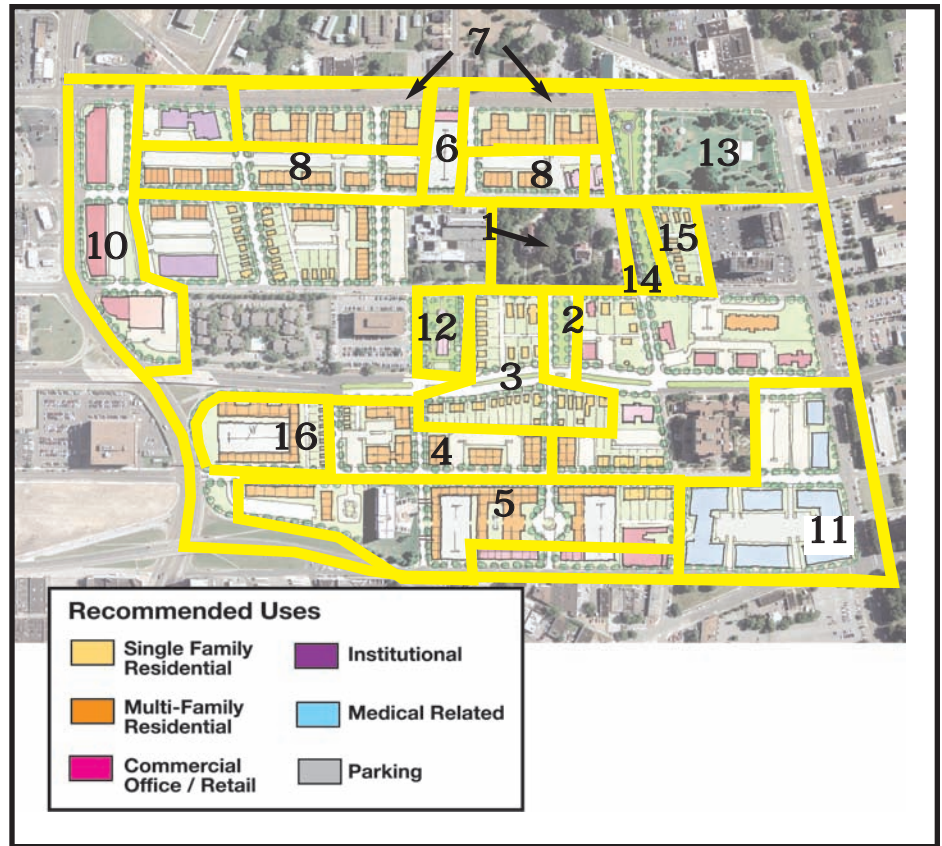 7
6
8
8
13
1
15
10
14
12
2
3
16
4
5
11
Recommended Uses
Single Family
Residential
Institutional
Multi-Family
Residential
Medical Related
Commercial
Office / Retail
Parking